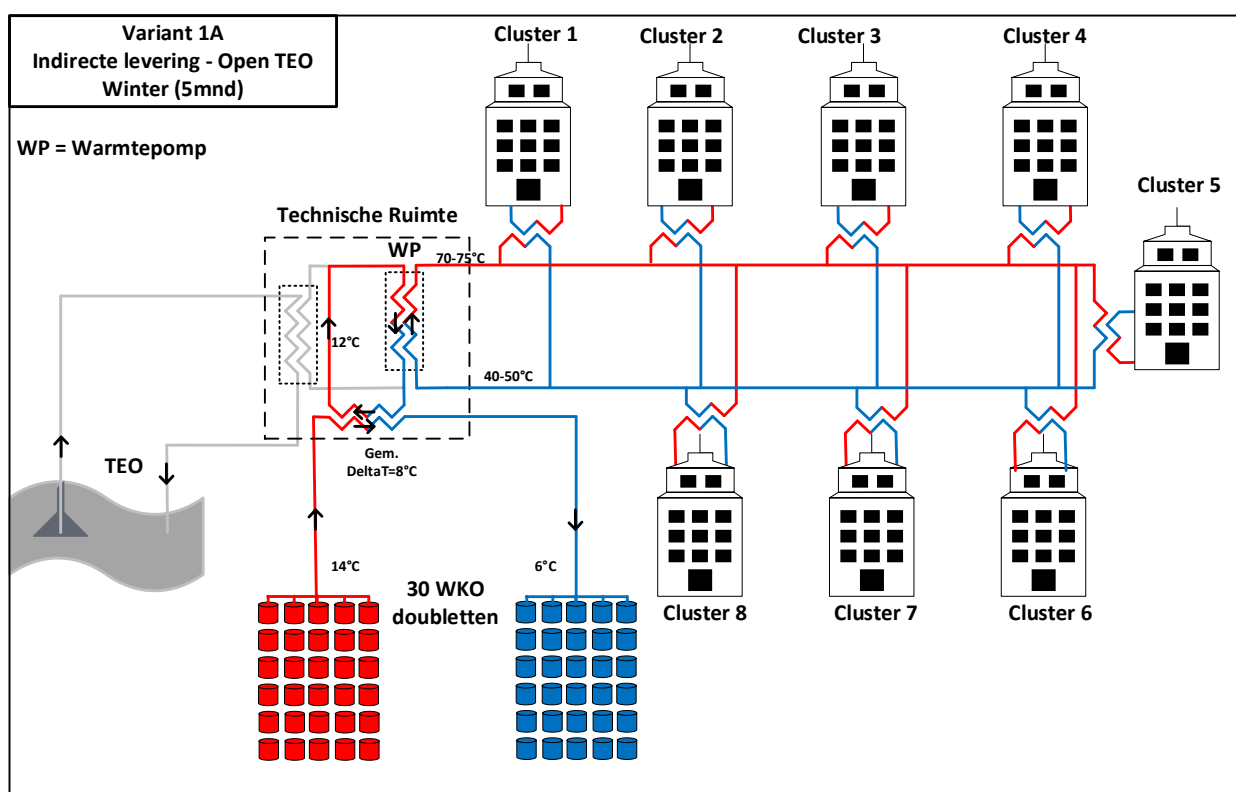 Variant 1A
Indirecte levering - Open TEO
Winter (5mnd)
WP = Warmtepomp
Cluster 1
Cluster 2
Cluster 3
Cluster 4
Cluster 5
Technische Ruimte
WP
70-75°C
12°C
40-50°C
Gem.
DeltaT=8°C
TEO
14°C
30 WKO
doubletten
6°C
Cluster 8
Cluster 7
Cluster 6